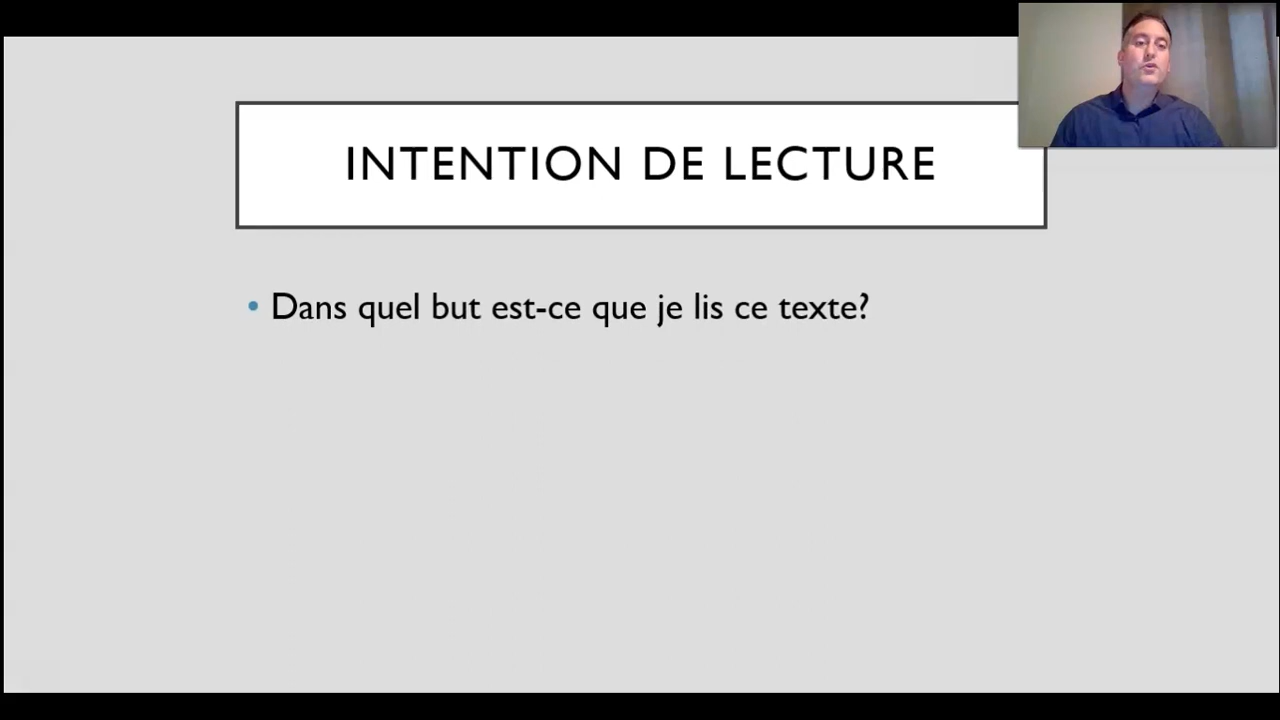 INTENTION DE LECTURE
• Dans quel but est-ce que je lis ce texte?